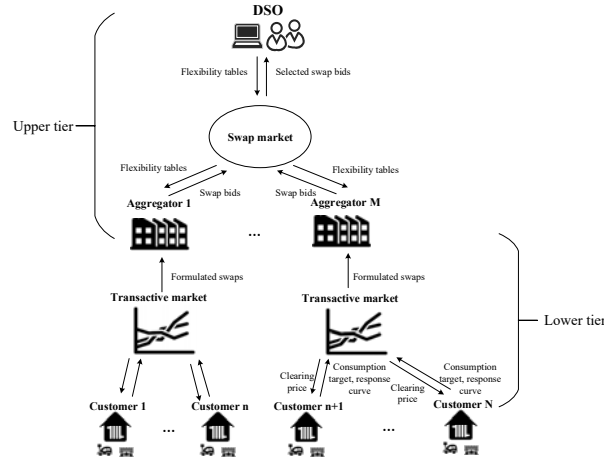 DSO
Flexibility tables
Selected swap bids
Upper tier
Swap market
Flexibility tables
Flexibility tables
Swap bids
Swap bids
Aggregator 1
Aggregator M
...
Formulated swaps
Formulated swaps
Transactive market
Transactive market
Lower tier
Clearing
price
Consumption
target, response
curve
Clearing
price
Consumption
target, response
curve
Customer 1
Customer n
Customer n+1
Customer N
...
...